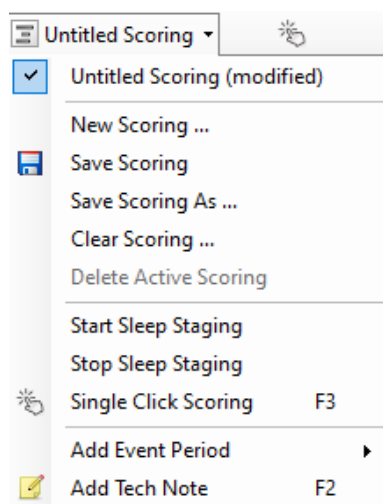 Untitled Scoring
Untitled Scoring (modified)
New Scoring ...
Save Scoring
Save Scoring As ...
Clear Scoring ...
Delete Active Scoring
Start Sleep Staging
Stop Sleep Staging
Single Click Scoring F3
Add Event Period
Add Tech Note F2